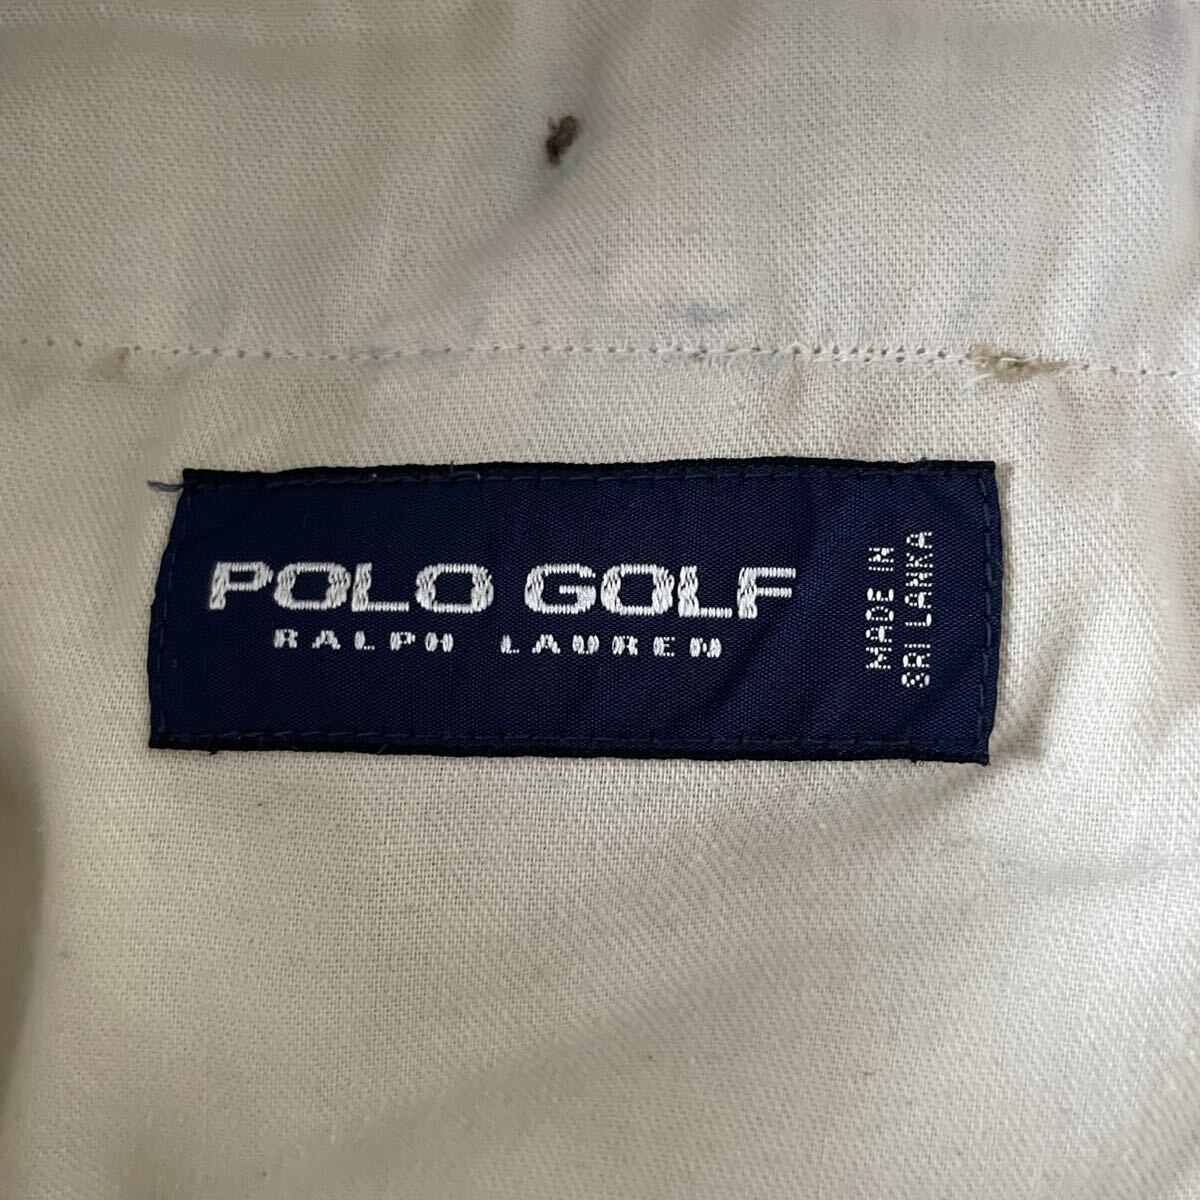 POLO GOLF
RALPH LAUREN
MADE IN
SRI LANKA